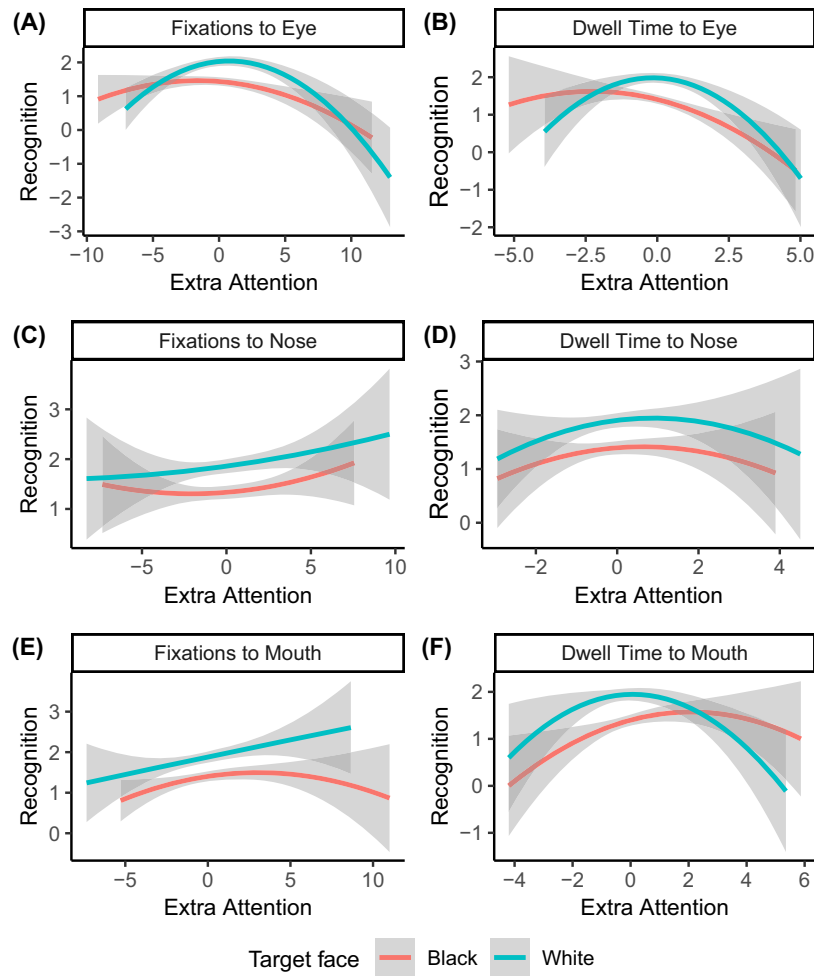 (A)
Fixations to Eye
Recognition
2
1
0
−1
−2
−3
−10
−5
0
5
10
Extra Attention
(B)
Dwell Time to Eye
Recognition
2
1
0
−1
−2
−5.0
−2.5
0.0
2.5
5.0
Extra Attention
(C)
Fixations to Nose
Recognition
3
2
1
−5
0
5
10
Extra Attention
(D)
Dwell Time to Nose
Recognition
3
2
1
0
−2
0
2
4
Extra Attention
(E)
Fixations to Mouth
Recognition
3
2
1
0
−5
0
5
10
Extra Attention
(F)
Dwell Time to Mouth
Recognition
2
1
0
−1
−4
−2
0
2
4
6
Extra Attention
Target face Black White